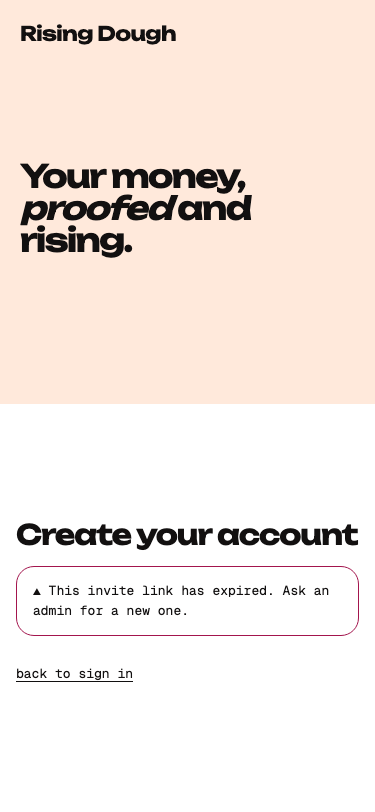 Rising Dough
Your money,
proofed and
rising.
Create your account
▲ This invite link has expired. Ask an
admin for a new one.
back to sign in